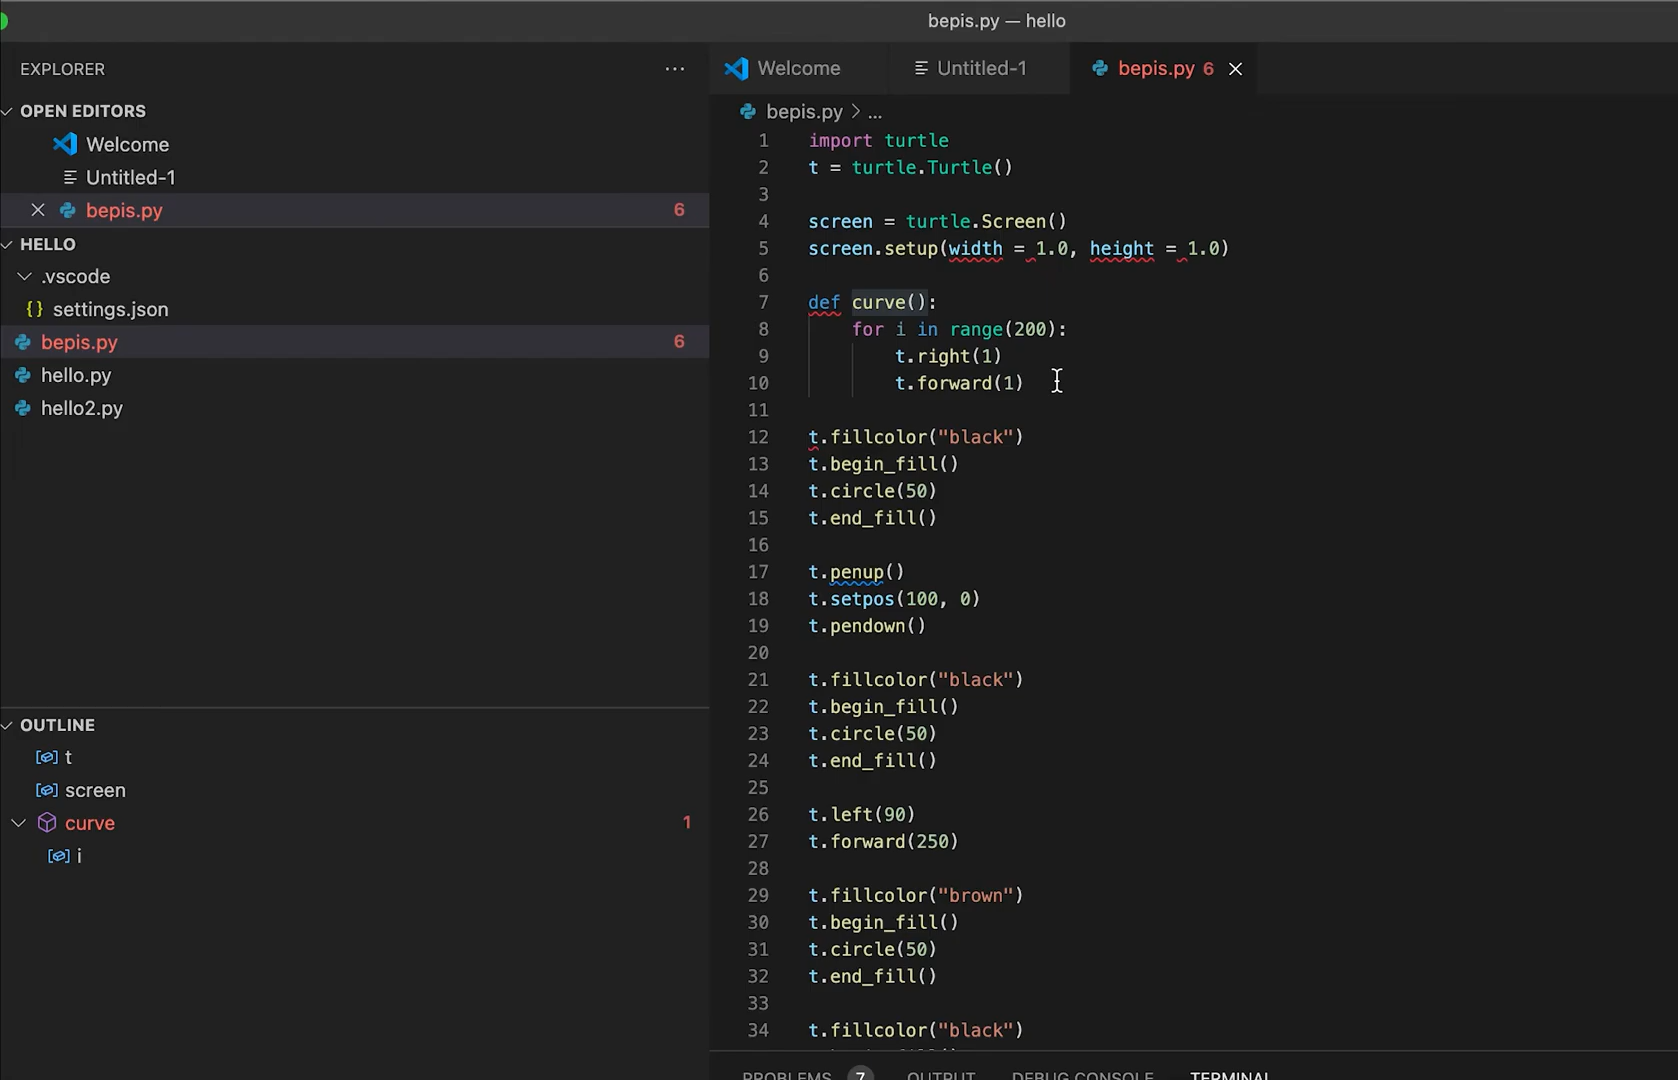 bepis.py — hello
EXPLORER
OPEN EDITORS
Welcome
Untitled-1
bepis.py 6
HELLO
.vscode
{} settings.json
bepis.py 6
hello.py
hello2.py
OUTLINE
t
screen
curve 1
i
Welcome
Untitled-1
bepis.py 6
bepis.py > ...
1 import turtle
2 t = turtle.Turtle()
3
4 screen = turtle.Screen()
5 screen.setup(width = 1.0, height = 1.0)
6
7 def curve():
8 for i in range(200):
9 t.right(1)
10 t.forward(1)
11
12 t.fillcolor("black")
13 t.begin_fill()
14 t.circle(50)
15 t.end_fill()
16
17 t.penup()
18 t.setpos(100, 0)
19 t.pendown()
20
21 t.fillcolor("black")
22 t.begin_fill()
23 t.circle(50)
24 t.end_fill()
25
26 t.left(90)
27 t.forward(250)
28
29 t.fillcolor("brown")
30 t.begin_fill()
31 t.circle(50)
32 t.end_fill()
33
34 t.fillcolor("black")
PROBLEMS 7 OUTPUT DEBUG CONSOLE TERMINAL